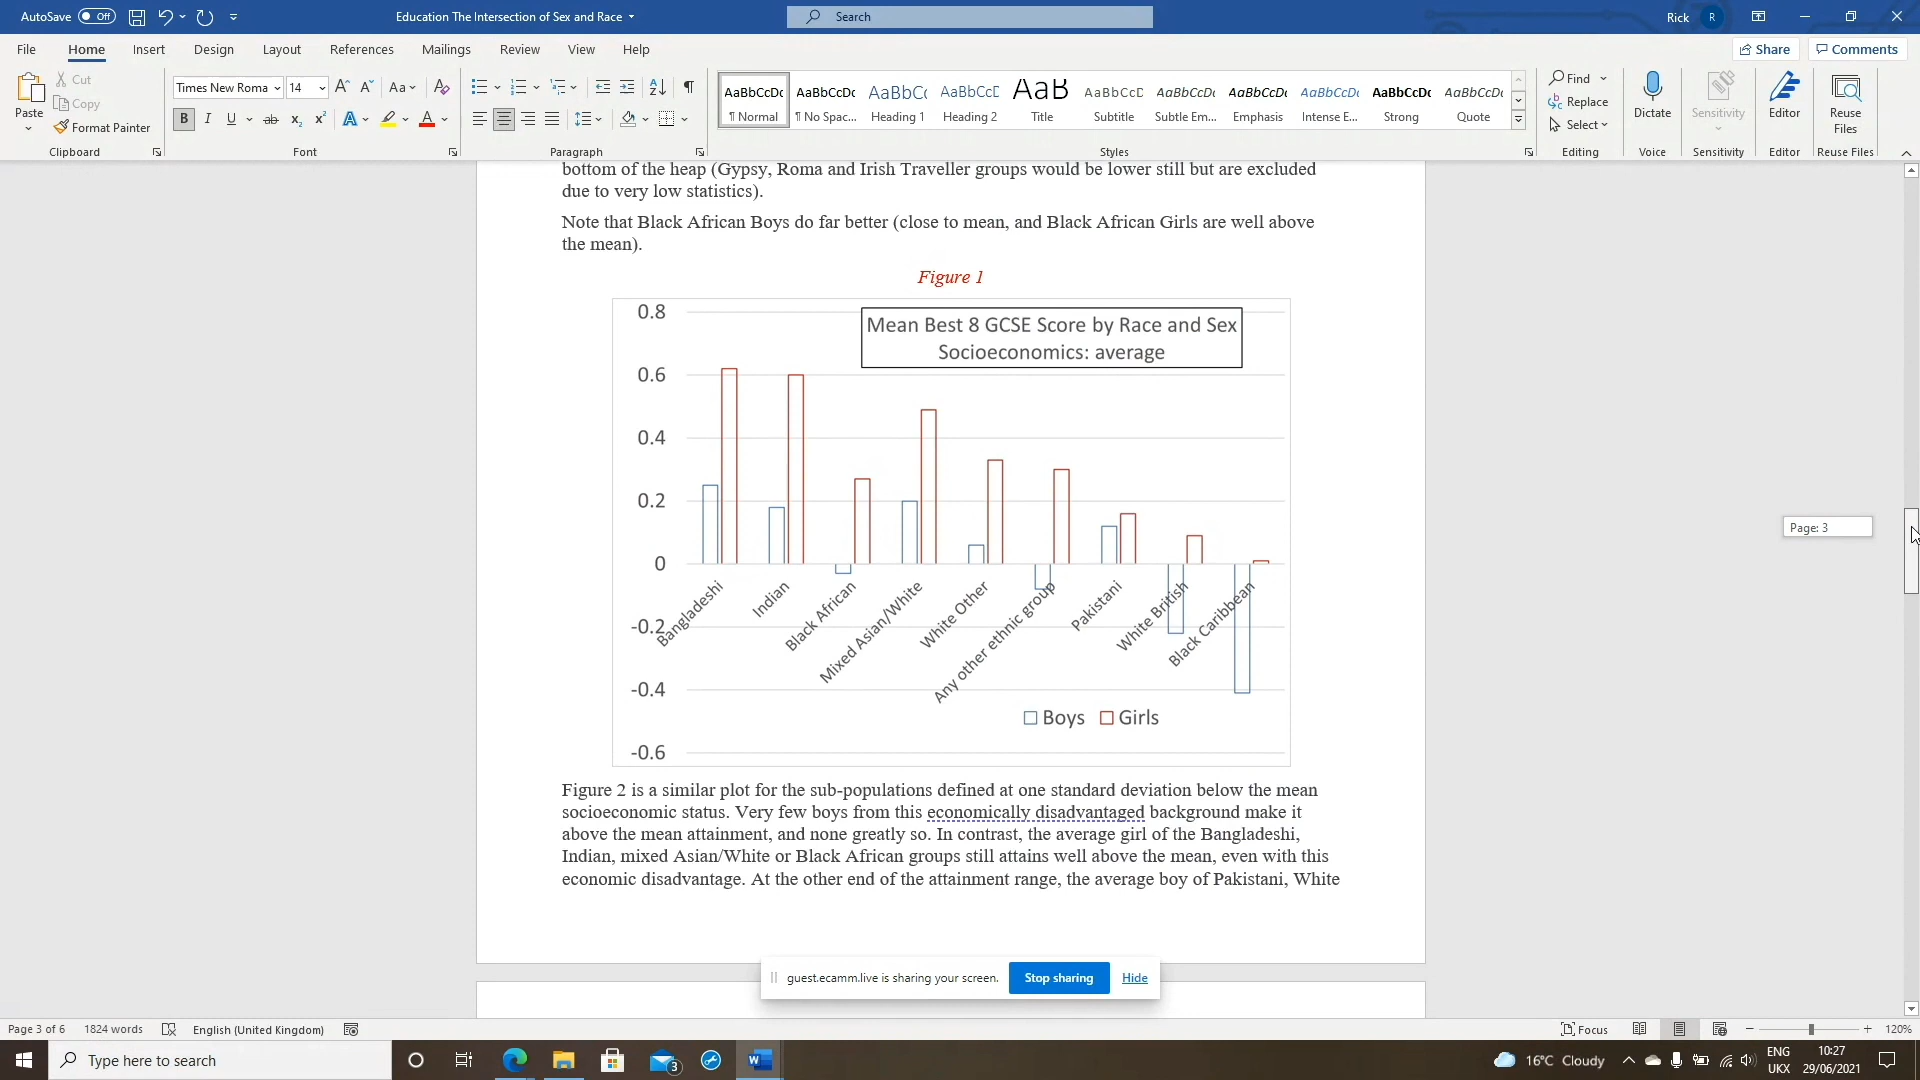 AutoSave Off
Education The Intersection of Sex and Race
Search
Rick R
File Home Insert Design Layout References Mailings Review View Help
Share Comments
Paste
Cut
Copy
Format Painter
Clipboard
Times New Roma 14
Font
Paragraph
AaBbCcDc AaBbCcDc AaBbCc AaBbCcD AaB AaBbCcD AaBbCcDc AaBbCcDc AaBbCcDc AaBbCcDc AaBbCcDc
¶ Normal ¶ No Spac... Heading 1 Heading 2 Title Subtitle Subtle Em... Emphasis Intense E... Strong Quote
Styles
Find
Replace
Select
Editing
Dictate
Voice
Sensitivity
Sensitivity
Editor
Editor
Reuse
Files
Reuse Files
bottom of the heap (Gypsy, Roma and Irish Traveller groups would be lower still but are excluded
due to very low statistics).
Note that Black African Boys do far better (close to mean, and Black African Girls are well above
the mean).
Figure 1
Mean Best 8 GCSE Score by Race and Sex
Socioeconomics: average
0.8
0.6
0.4
0.2
0
-0.2
-0.4
-0.6
Bangladeshi
Indian
Black African
Mixed Asian/White
White Other
Any other ethnic group
Pakistani
White British
Black Caribbean
Boys Girls
Page: 3
Figure 2 is a similar plot for the sub-populations defined at one standard deviation below the mean
socioeconomic status. Very few boys from this economically disadvantaged background make it
above the mean attainment, and none greatly so. In contrast, the average girl of the Bangladeshi,
Indian, mixed Asian/White or Black African groups still attains well above the mean, even with this
economic disadvantage. At the other end of the attainment range, the average boy of Pakistani, White
guest.ecamm.live is sharing your screen. Stop sharing Hide
Page 3 of 6 1824 words English (United Kingdom)
Focus
120%
Type here to search
3
16°C Cloudy
ENG
UKX
10:27
29/06/2021